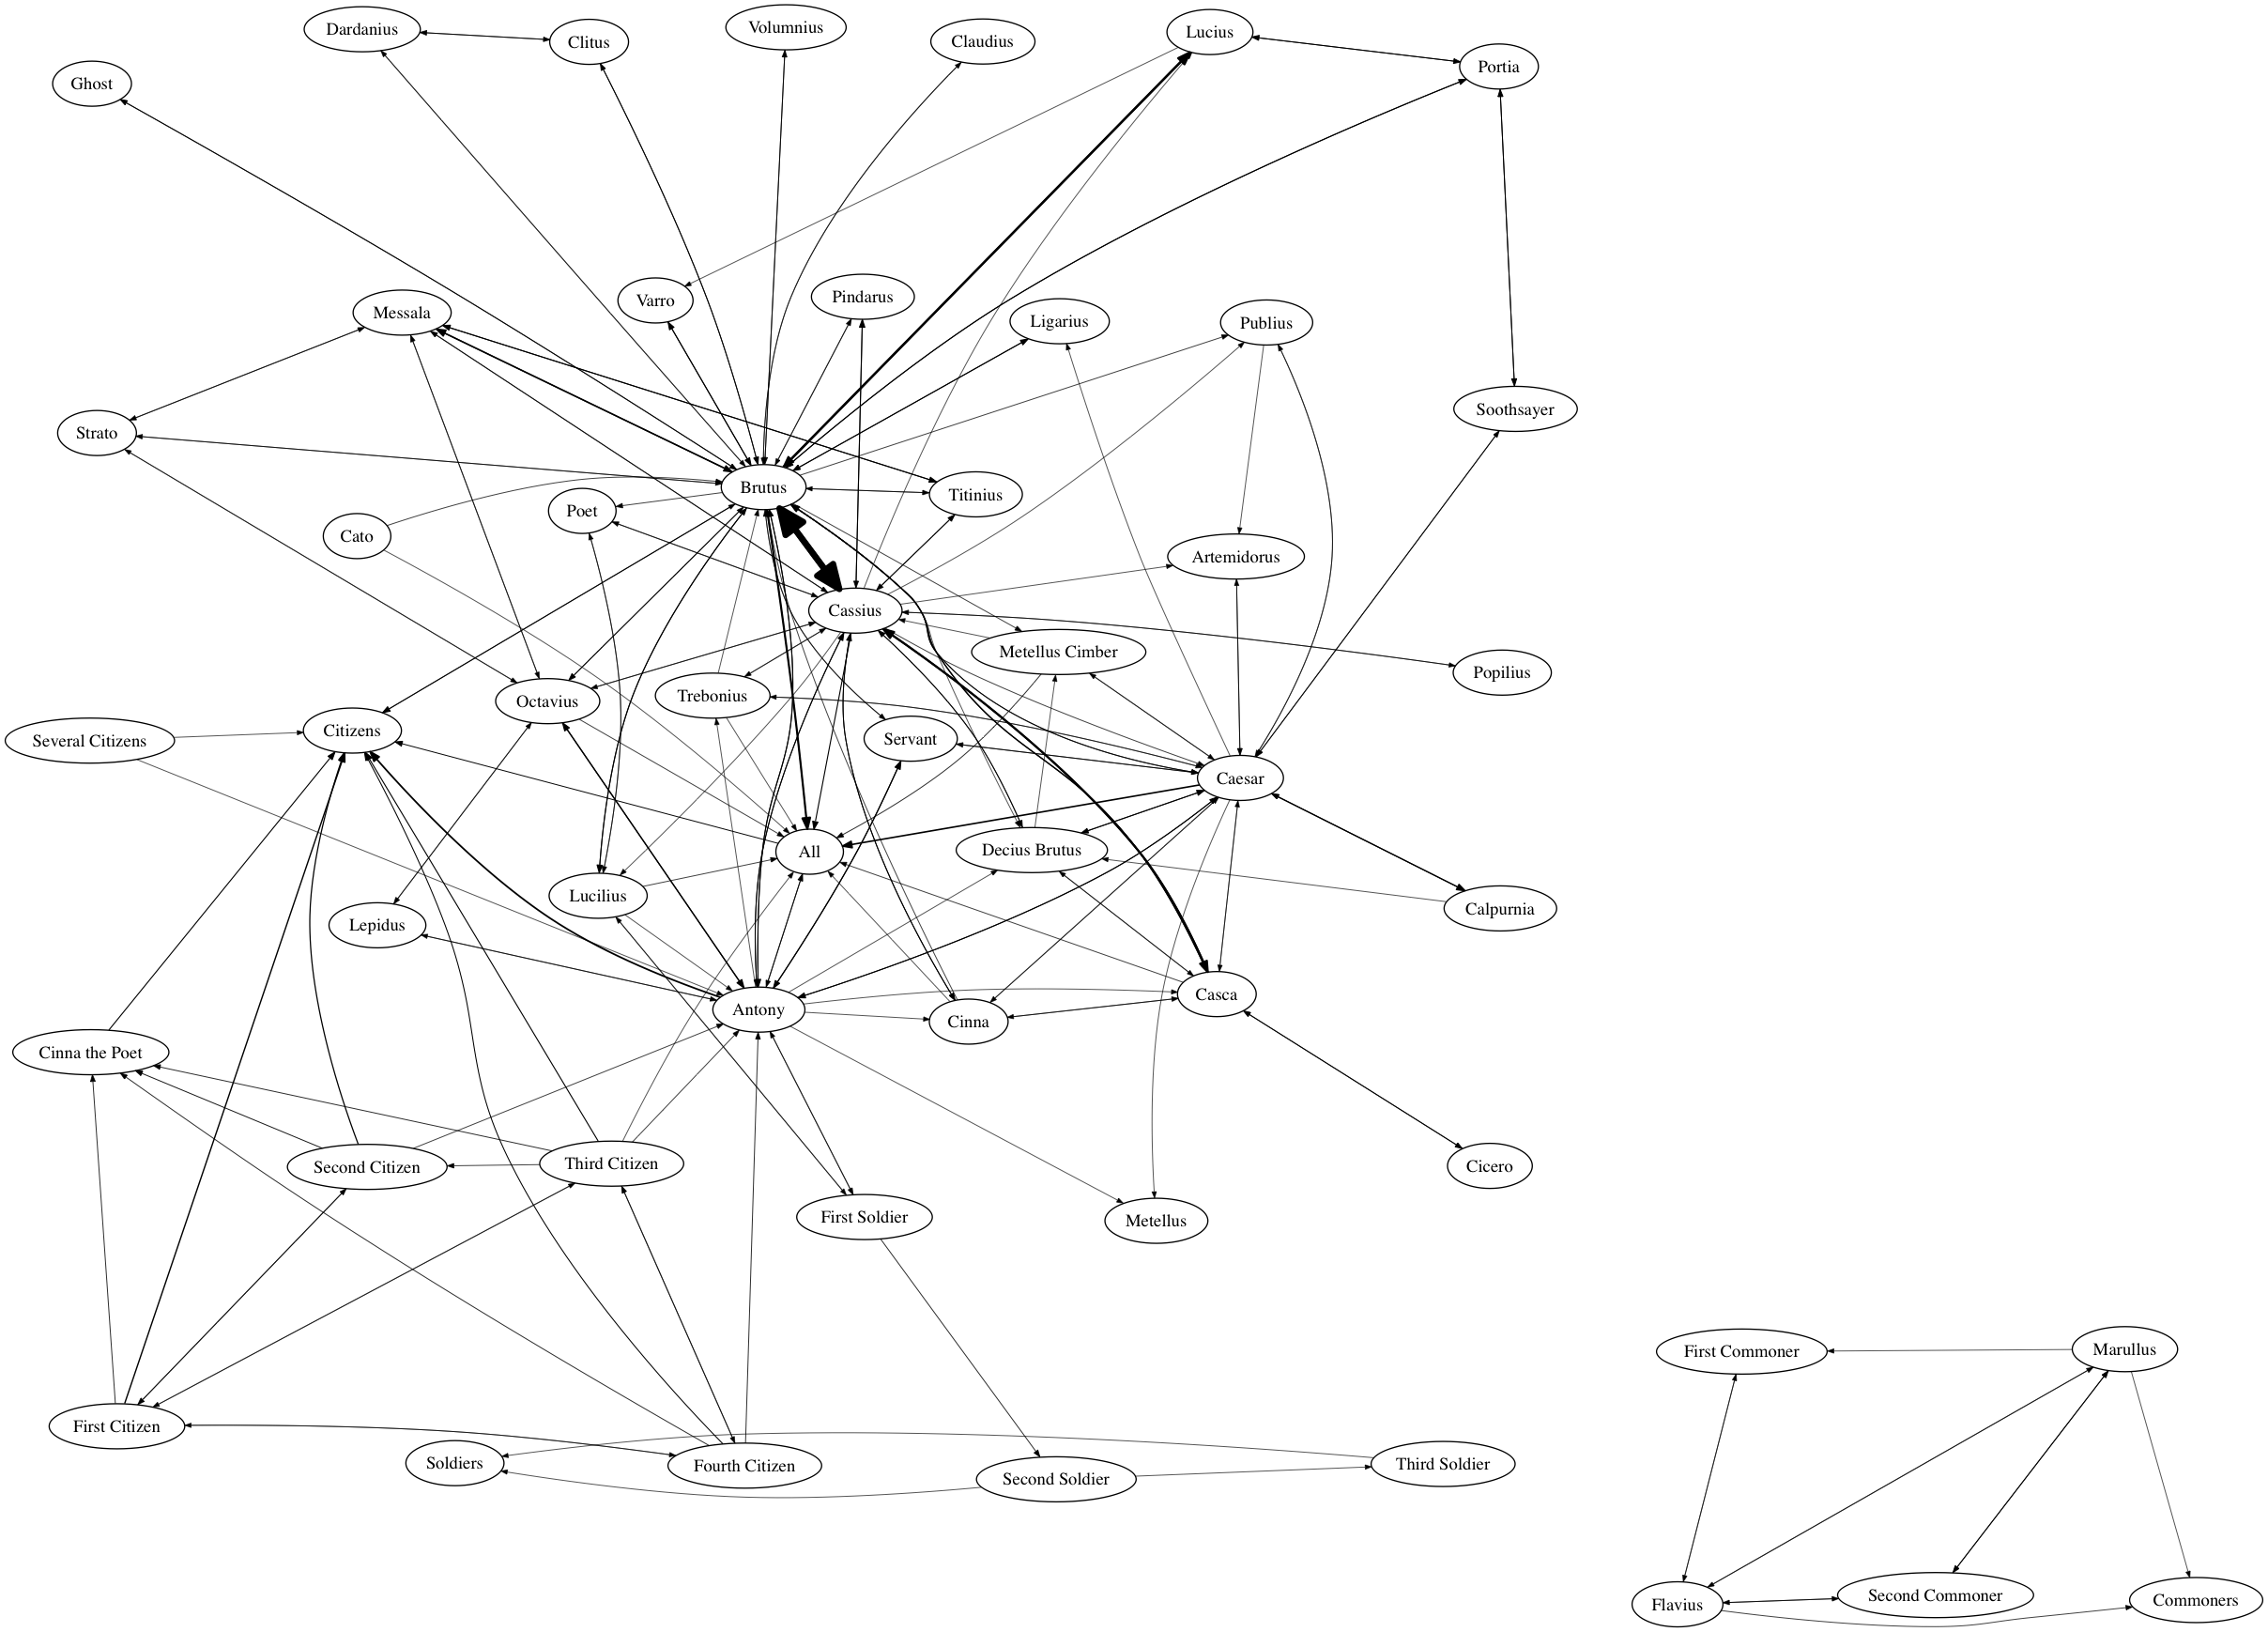 Dardanius
Clitus
Volumnius
Claudius
Lucius
Portia
Ghost
Messala
Varro
Pindarus
Ligarius
Publius
Strato
Soothsayer
Brutus
Titinius
Poet
Cato
Artemidorus
Cassius
Metellus Cimber
Popilius
Octavius
Trebonius
Several Citizens
Citizens
Servant
Caesar
All
Decius Brutus
Lucilius
Calpurnia
Lepidus
Antony
Cinna
Casca
Cinna the Poet
Second Citizen
Third Citizen
Cicero
First Soldier
Metellus
First Commoner
Marullus
First Citizen
Soldiers
Fourth Citizen
Second Soldier
Third Soldier
Flavius
Second Commoner
Commoners